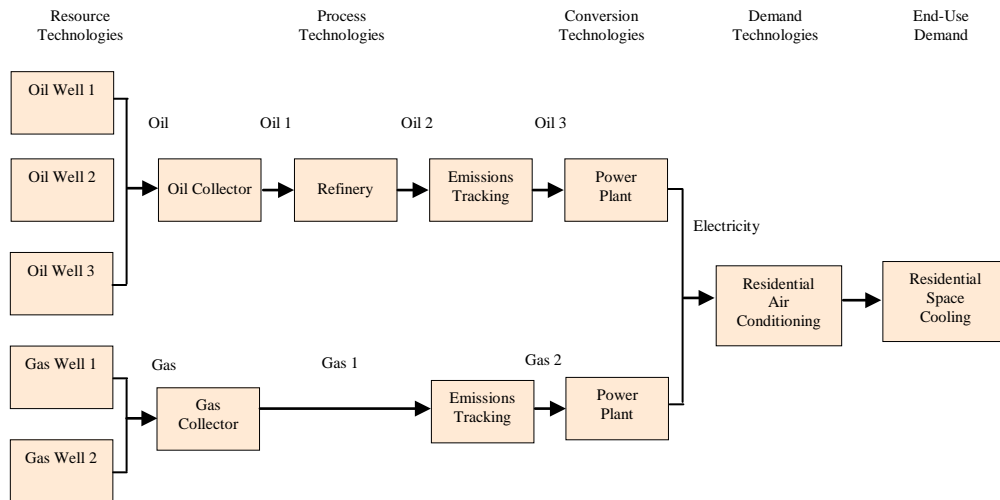 Resource
Technologies
Process
Technologies
Conversion
Technologies
Demand
Technologies
End-Use
Demand
Oil Well 1
Oil
Oil 1
Oil 2
Oil 3
Oil Well 2
Oil Collector
Refinery
Emissions
Tracking
Power
Plant
Electricity
Oil Well 3
Residential
Air
Conditioning
Residential
Space
Cooling
Gas Well 1
Gas
Gas 1
Gas 2
Gas
Collector
Emissions
Tracking
Power
Plant
Gas Well 2